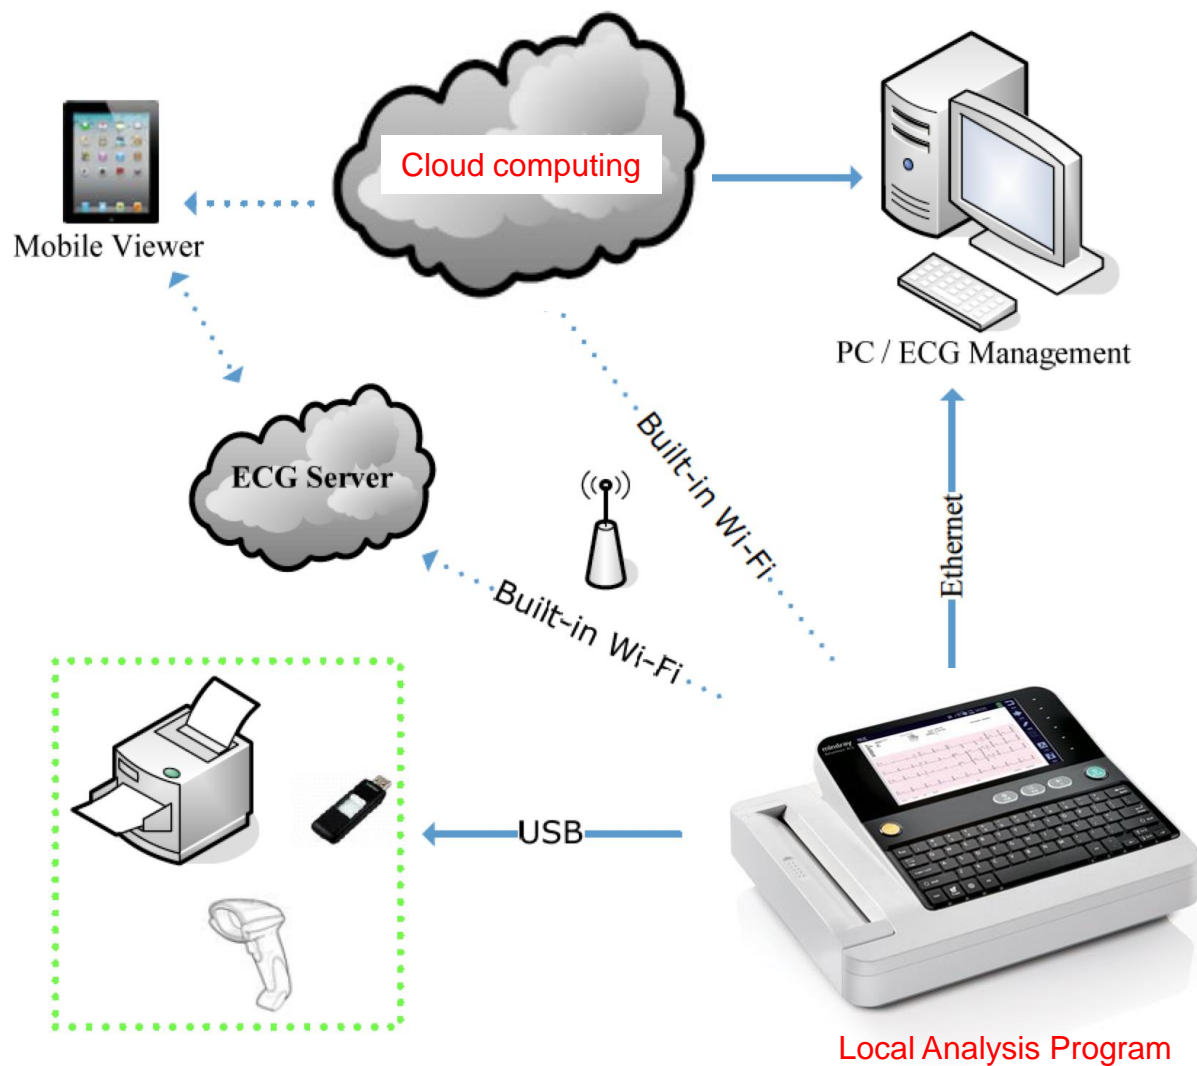 Cloud computing
Mobile Viewer
PC / ECG Management
ECG Server
Built-in Wi-Fi
Built-in Wi-Fi
Ethernet
USB
mindray
Local Analysis Program